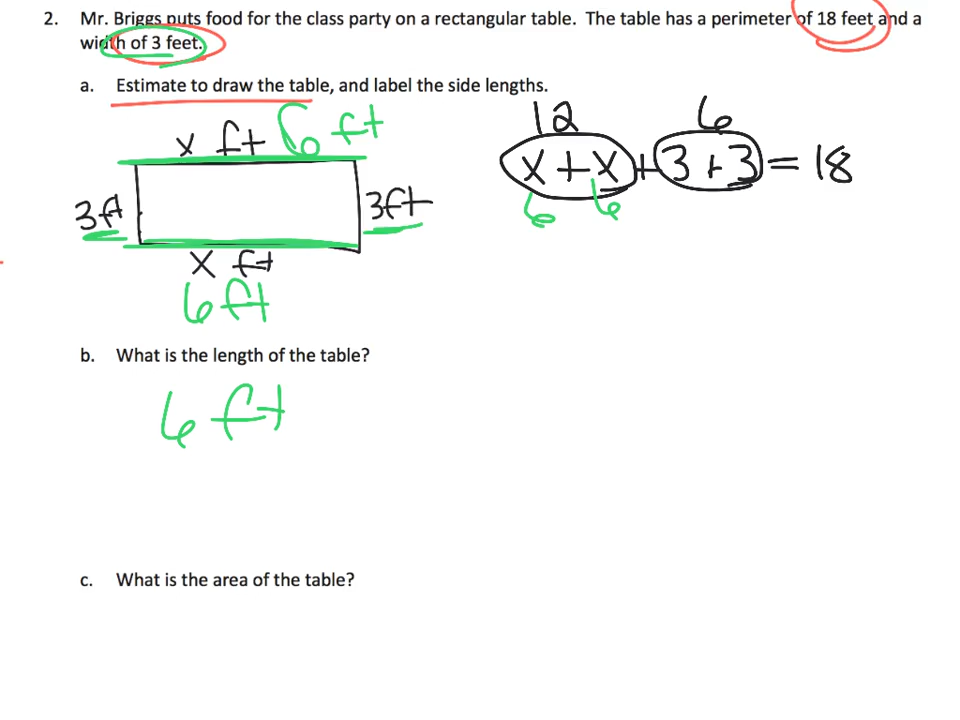 2. Mr. Briggs puts food for the class party on a rectangular table. The table has a perimeter of 18 feet and a
width of 3 feet.
a. Estimate to draw the table, and label the side lengths.
12 6
x ft 6 ft
x + x + 3 + 3 = 18
3ft 3ft
6 6
x ft
6 ft
b. What is the length of the table?
6 ft
c. What is the area of the table?